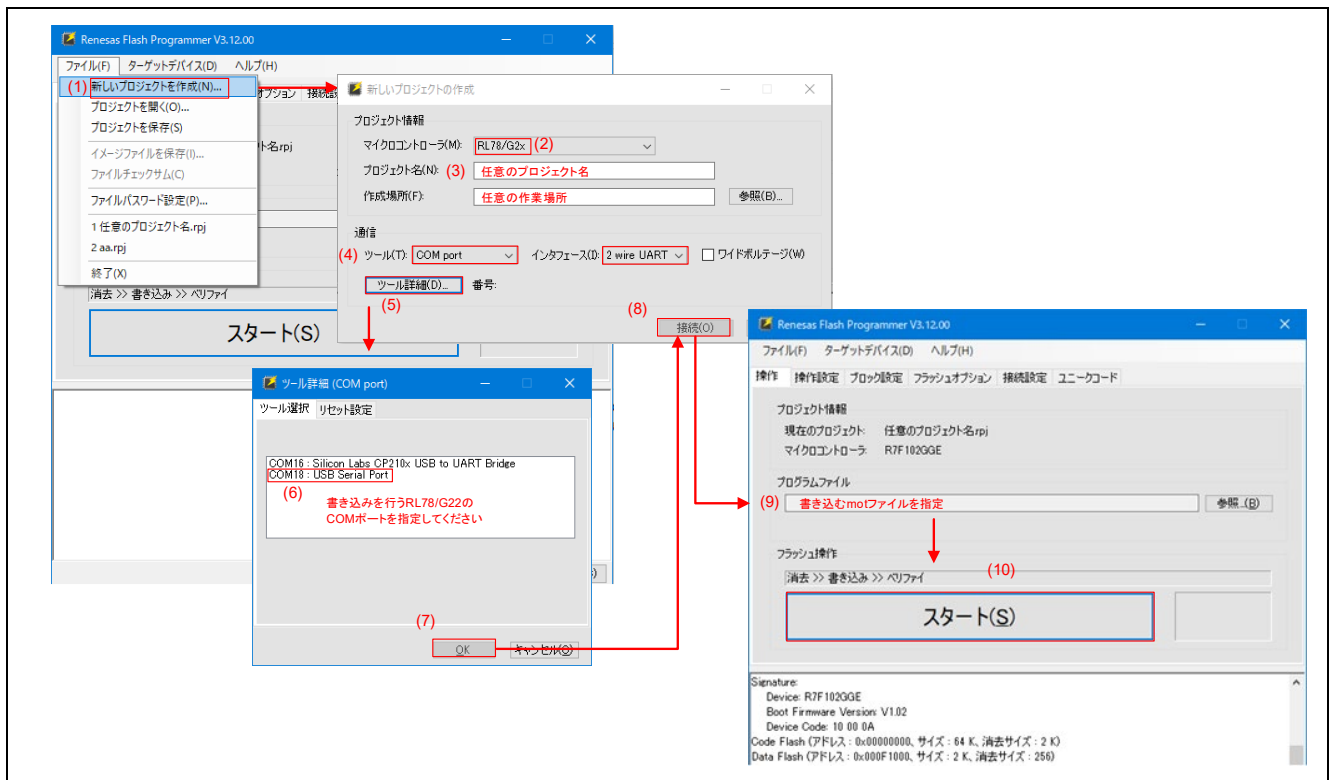 Renesas Flash Programmer V3.12.00
ファイル(F) ターゲットデバイス(D) ヘルプ(H)
(1) 新しいプロジェクトを作成(N)...
プロジェクトを開く(O)...
プロジェクトを保存(S)
イメージファイルを保存(I)...
ファイルチェックサム(C)
ファイルパスワード設定(P)...
1 任意のプロジェクト名.rpj
2 aa.rpj
終了(X)
オプション 接続設
ト名.rpj
消去 >> 書き込み >> ベリファイ
スタート(S)
新しいプロジェクトの作成
プロジェクト情報
マイクロコントローラ(M): RL78/G2x (2)
プロジェクト名(N): (3) 任意のプロジェクト名
作成場所(F): 任意の作業場所 参照(B)...
通信
(4) ツール(T): COM port インタフェース(I): 2 wire UART ワイドボルテージ(W)
ツール詳細(D)... 番号:
(5)
(8)
接続(O)
ツール詳細 (COM port)
ツール選択 リセット設定
COM16 : Silicon Labs CP210x USB to UART Bridge
COM18 : USB Serial Port
(6) 書き込みを行うRL78/G22の
COMポートを指定してください
(7)
OK キャンセル(C)
Renesas Flash Programmer V3.12.00
ファイル(F) ターゲットデバイス(D) ヘルプ(H)
操作 操作設定 ブロック設定 フラッシュオプション 接続設定 ユニークコード
プロジェクト情報
現在のプロジェクト: 任意のプロジェクト名.rpj
マイクロコントローラ: R7F102GGE
プログラムファイル
(9) 書き込むmotファイルを指定 参照...(B)
フラッシュ操作
消去 >> 書き込み >> ベリファイ (10)
スタート(S)
Signature:
Device: R7F102GGE
Boot Firmware Version: V1.02
Device Code: 10 00 0A
Code Flash (アドレス : 0x00000000, サイズ : 64 K, 消去サイズ : 2 K)
Data Flash (アドレス : 0x000F1000, サイズ : 2 K, 消去サイズ : 256)